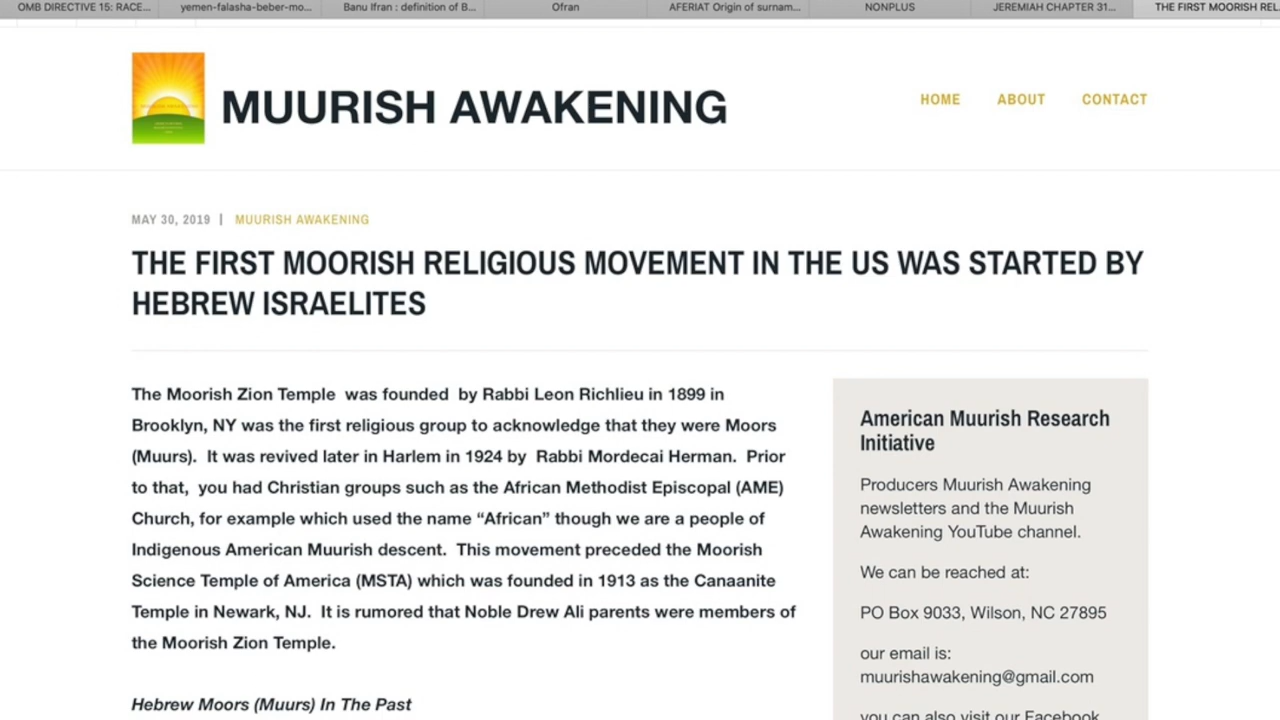 OMB DIRECTIVE 15: RACE... yemen-falasha-beber-mo... Banu Ifran : definition of B... Ofran AFERIAT Origin of surnam... NONPLUS JEREMIAH CHAPTER 31... THE FIRST MOORISH REL
MUURISH AWAKENING
HOME ABOUT CONTACT
MAY 30, 2019 | MUURISH AWAKENING
THE FIRST MOORISH RELIGIOUS MOVEMENT IN THE US WAS STARTED BY
HEBREW ISRAELITES
The Moorish Zion Temple was founded by Rabbi Leon Richlieu in 1899 in
Brooklyn, NY was the first religious group to acknowledge that they were Moors
(Muurs). It was revived later in Harlem in 1924 by Rabbi Mordecai Herman. Prior
to that, you had Christian groups such as the African Methodist Episcopal (AME)
Church, for example which used the name “African” though we are a people of
Indigenous American Muurish descent. This movement preceded the Moorish
Science Temple of America (MSTA) which was founded in 1913 as the Canaanite
Temple in Newark, NJ. It is rumored that Noble Drew Ali parents were members of
the Moorish Zion Temple.
Hebrew Moors (Muurs) In The Past
American Muurish Research
Initiative
Producers Muurish Awakening
newsletters and the Muurish
Awakening YouTube channel.
We can be reached at:
PO Box 9033, Wilson, NC 27895
our email is:
muurishawakening@gmail.com
you can also visit our Facebook